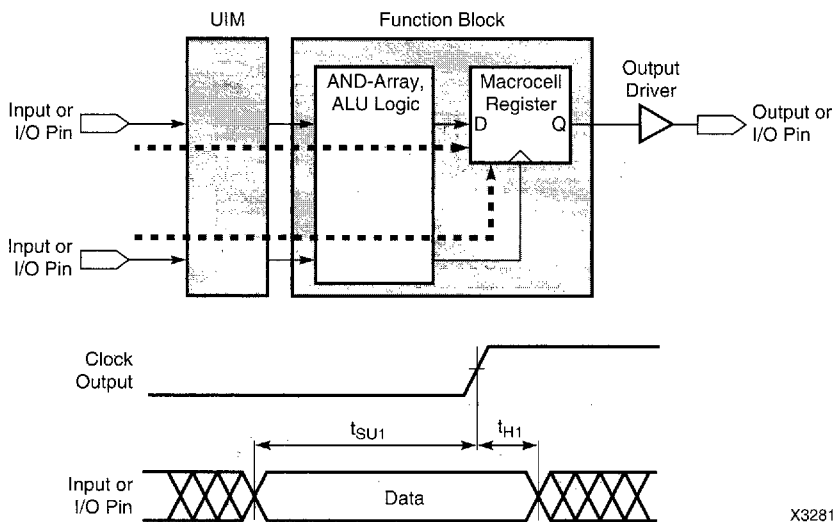 UIM
Function Block
AND-Array,
ALU Logic
Macrocell
Register
D
Q
Output
Driver
Input or
I/O Pin
Output or
I/O Pin
Input or
I/O Pin
Clock
Output
tSU1
tH1
Input or
I/O Pin
Data
X3281